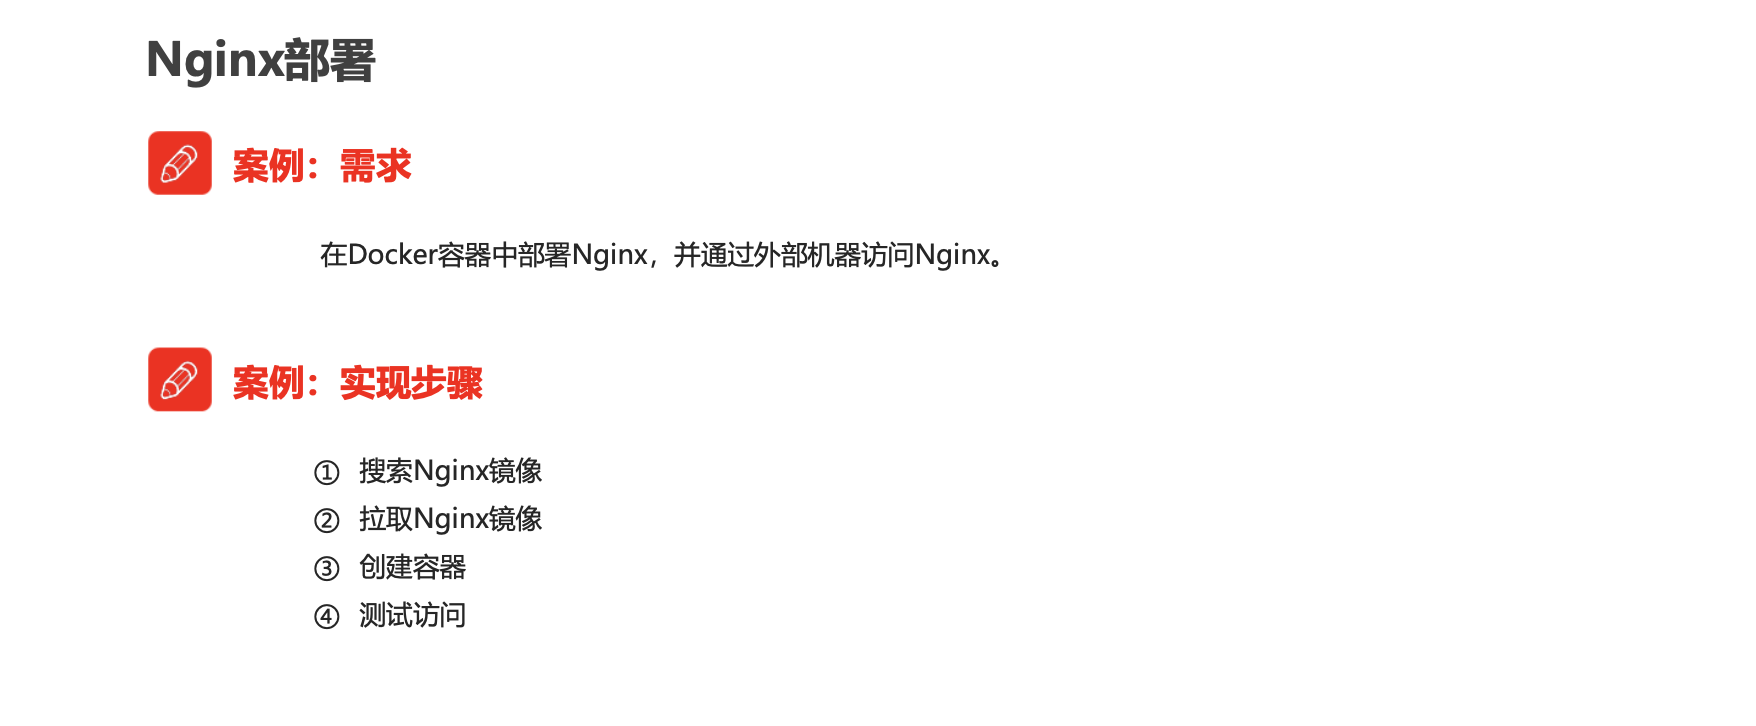 Nginx部署
案例：需求
在Docker容器中部署Nginx，并通过外部机器访问Nginx。
案例：实现步骤
① 搜索Nginx镜像
② 拉取Nginx镜像
③ 创建容器
④ 测试访问